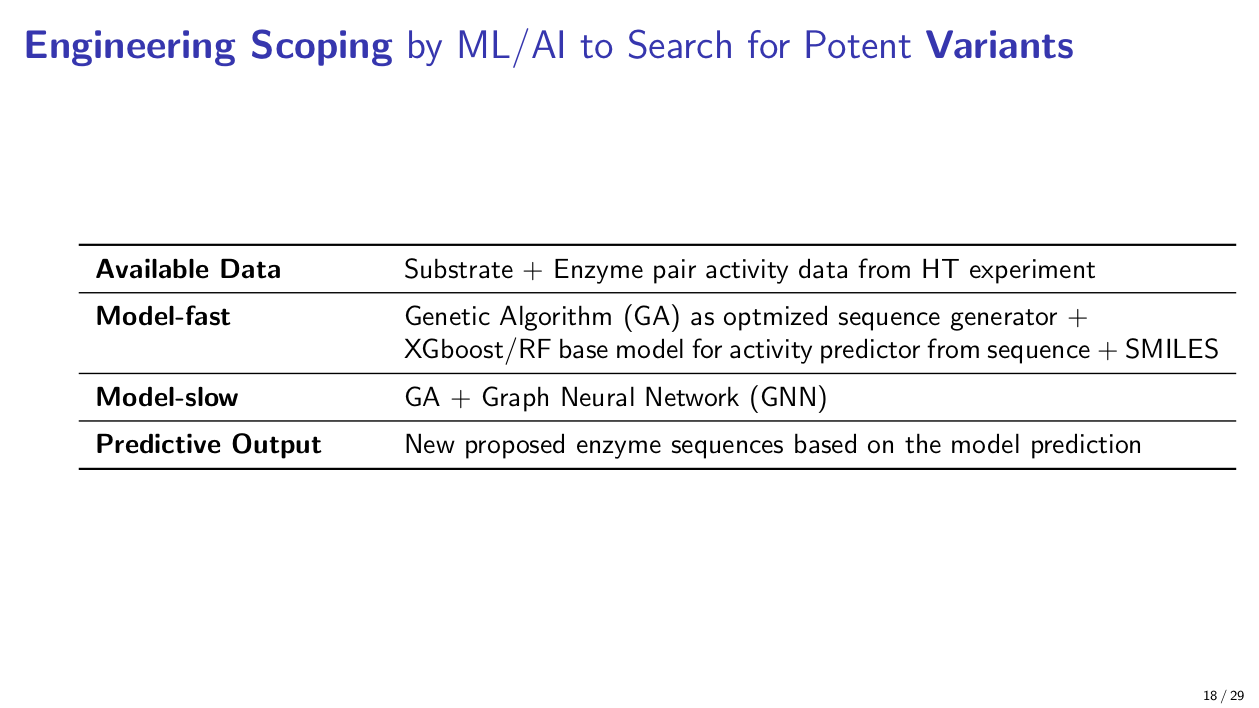 Engineering Scoping by ML/AI to Search for Potent Variants
Available Data Substrate + Enzyme pair activity data from HT experiment
Model-fast Genetic Algorithm (GA) as optmized sequence generator +
XGboost/RF base model for activity predictor from sequence + SMILES
Model-slow GA + Graph Neural Network (GNN)
Predictive Output New proposed enzyme sequences based on the model prediction
18 / 29